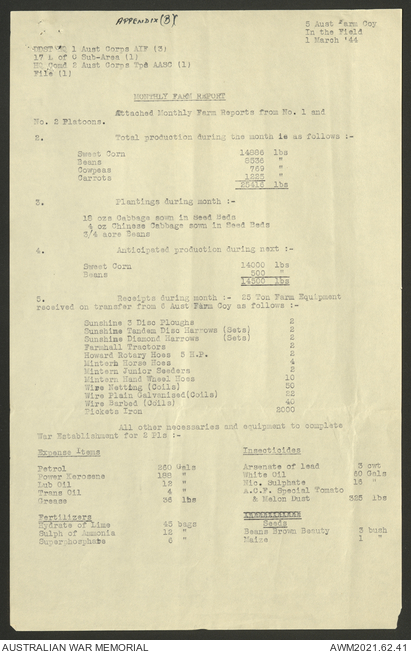 APPENDIX (B)
5 Aust Farm Coy
In the Field
1 March '44
1 Aust Corps AIF (3)
17 L of C Sub-Area (1)
HQ Comd 2 Aust Corps Tps AASC (1)
File (1)
MONTHLY FARM REPORT
Attached Monthly Farm Reports from No. 1 and
No. 2 Platoons.
2. Total production during the month is as follows :-
Sweet Corn 14886 lbs
Beans 8536 "
Cowpeas 769 "
Carrots 1225 "
25416 lbs
3. Plantings during month :-
18 ozs Cabbage sown in Seed Beds
4 oz Chinese Cabbage sown in Seed Beds
3/4 acre Beans
4. Anticipated production during next :-
Sweet Corn 14000 lbs
Beans 500 "
14500 lbs
5. Receipts during month :- 25 Ton Farm Equipment
received on transfer from 6 Aust Farm Coy as follows :-
Sunshine 3 Disc Ploughs 2
Sunshine Tandem Disc Harrows (Sets) 2
Sunshine Diamond Harrows (Sets) 2
Farmhall Tractors 2
Howard Rotary Hoes 5 H.P. 2
Mintern Horse Hoes 4
Mintern Junior Seeders 2
Mintern Hand Wheel Hoes 10
Wire Netting (Coils) 50
Wire Plain Galvanised(Coils) 22
Wire Barbed (Coils) 40
Pickets Iron 2000
All other necessaries and equipment to complete
War Establishment for 2 Pls :-
Expense Items
Petrol 260 Gals
Power Kerosene 185 "
Lub Oil 12 "
Trans Oil 4 "
Grease 36 lbs
Fertilizers
Hydrate of Lime 45 bags
Sulph of Ammonia 12 "
Superphosphate 6 "
Insecticides
Arsenate of lead 3 cwt
White Oil 60 Gals
Nic. Sulphate 16 "
A.C.F. Special Tomato
& Melon Dust 325 lbs
Seeds
Beans Brown Beauty 3 bush
Maize 1 "
AUSTRALIAN WAR MEMORIAL
AWM2021.62.41